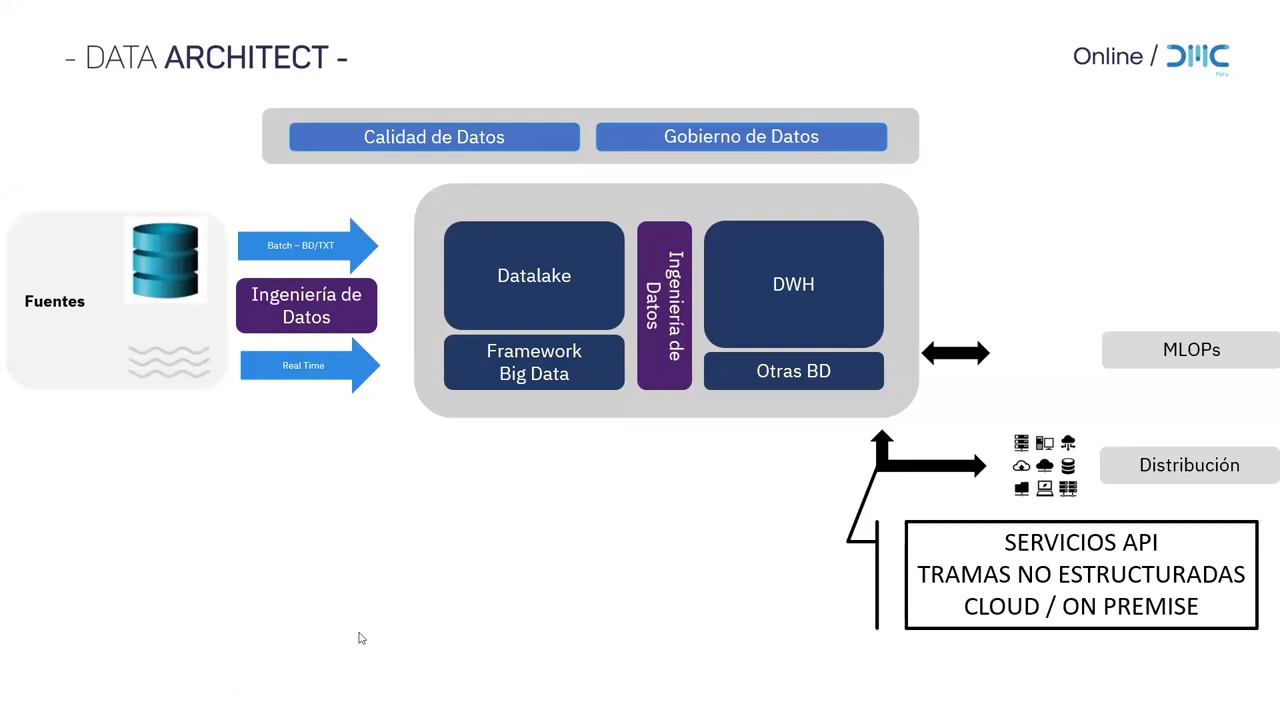 - DATA ARCHITECT -
Online / DMC
Perú
Calidad de Datos
Gobierno de Datos
Fuentes
Batch – BD/TXT
Ingeniería de
Datos
Real Time
Datalake
Framework
Big Data
Ingeniería de
Datos
DWH
Otras BD
MLOPs
Distribución
SERVICIOS API
TRAMAS NO ESTRUCTURADAS
CLOUD / ON PREMISE